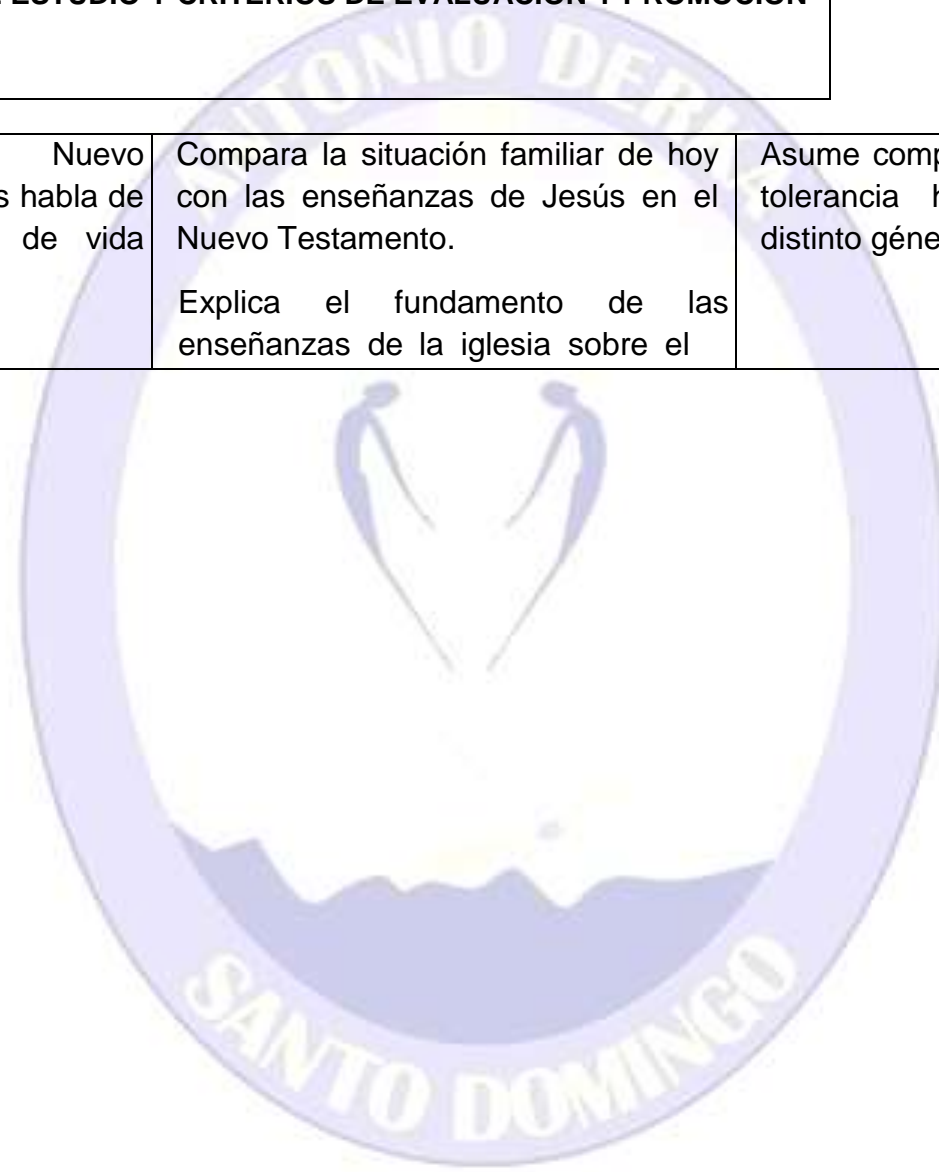 ESTUDIO Y CRITERIOS DE EVALUACIÓN Y PROMOCIÓN
Nuevo
habla de
de vida
Compara la situación familiar de hoy
con las enseñanzas de Jesús en el
Nuevo Testamento.
Explica el fundamento de las
enseñanzas de la iglesia sobre el
Asume
tolerancia
distinto
ANTONIO
SANTO DOMINGO